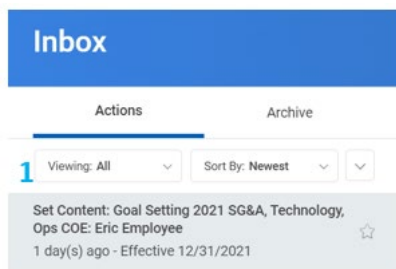 Inbox
Actions Archive
1 Viewing: All Sort By: Newest
Set Content: Goal Setting 2021 SG&A, Technology,
Ops COE: Eric Employee
1 day(s) ago - Effective 12/31/2021